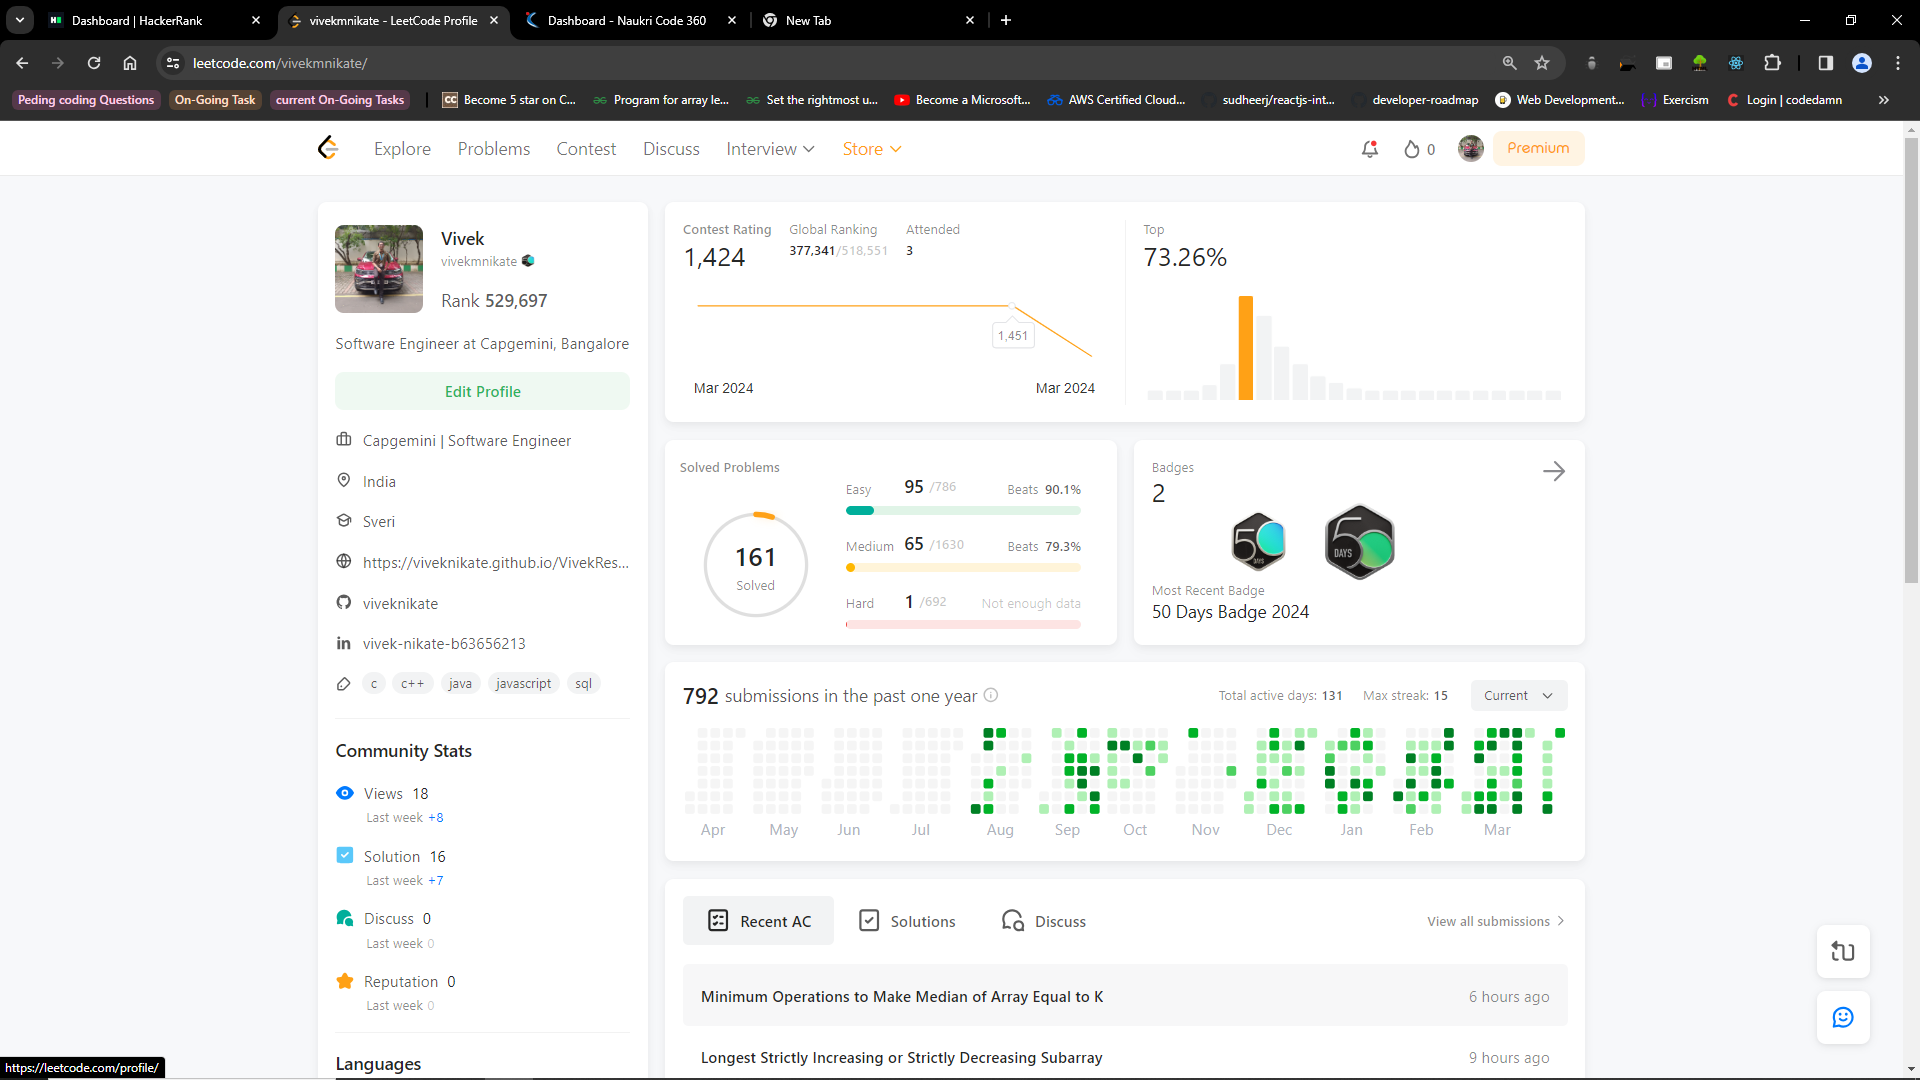 Dashboard | HackerRank
vivekmnikate - LeetCode Profile
Dashboard - Naukri Code 360
New Tab
leetcode.com/vivekmnikate/
Peding coding Questions
On-Going Task
current On-Going Tasks
Become 5 star on C...
Program for array le...
Set the rightmost u...
Become a Microsoft...
AWS Certified Cloud...
sudheerj/reactjs-int...
developer-roadmap
Web Development...
Exercism
Login | codedamn
Explore
Problems
Contest
Discuss
Interview
Store
0
Premium
Vivek
vivekmnikate
Rank 529,697
Software Engineer at Capgemini, Bangalore
Edit Profile
Capgemini | Software Engineer
India
Sveri
https://viveknikate.github.io/VivekRes...
viveknikate
vivek-nikate-b63656213
c
c++
java
javascript
sql
Community Stats
Views 18
Last week +8
Solution 16
Last week +7
Discuss 0
Last week 0
Reputation 0
Last week 0
Languages
Contest Rating
1,424
Global Ranking
377,341/518,551
Attended
3
1,451
Mar 2024
Mar 2024
Top
73.26%
Solved Problems
161
Solved
Easy 95 /786 Beats 90.1%
Medium 65 /1630 Beats 79.3%
Hard 1 /692 Not enough data
Badges
2
50 DAYS
50 DAYS
Most Recent Badge
50 Days Badge 2024
792 submissions in the past one year
Total active days: 131
Max streak: 15
Current
Apr
May
Jun
Jul
Aug
Sep
Oct
Nov
Dec
Jan
Feb
Mar
Recent AC
Solutions
Discuss
View all submissions
Minimum Operations to Make Median of Array Equal to K
6 hours ago
Longest Strictly Increasing or Strictly Decreasing Subarray
9 hours ago
https://leetcode.com/profile/